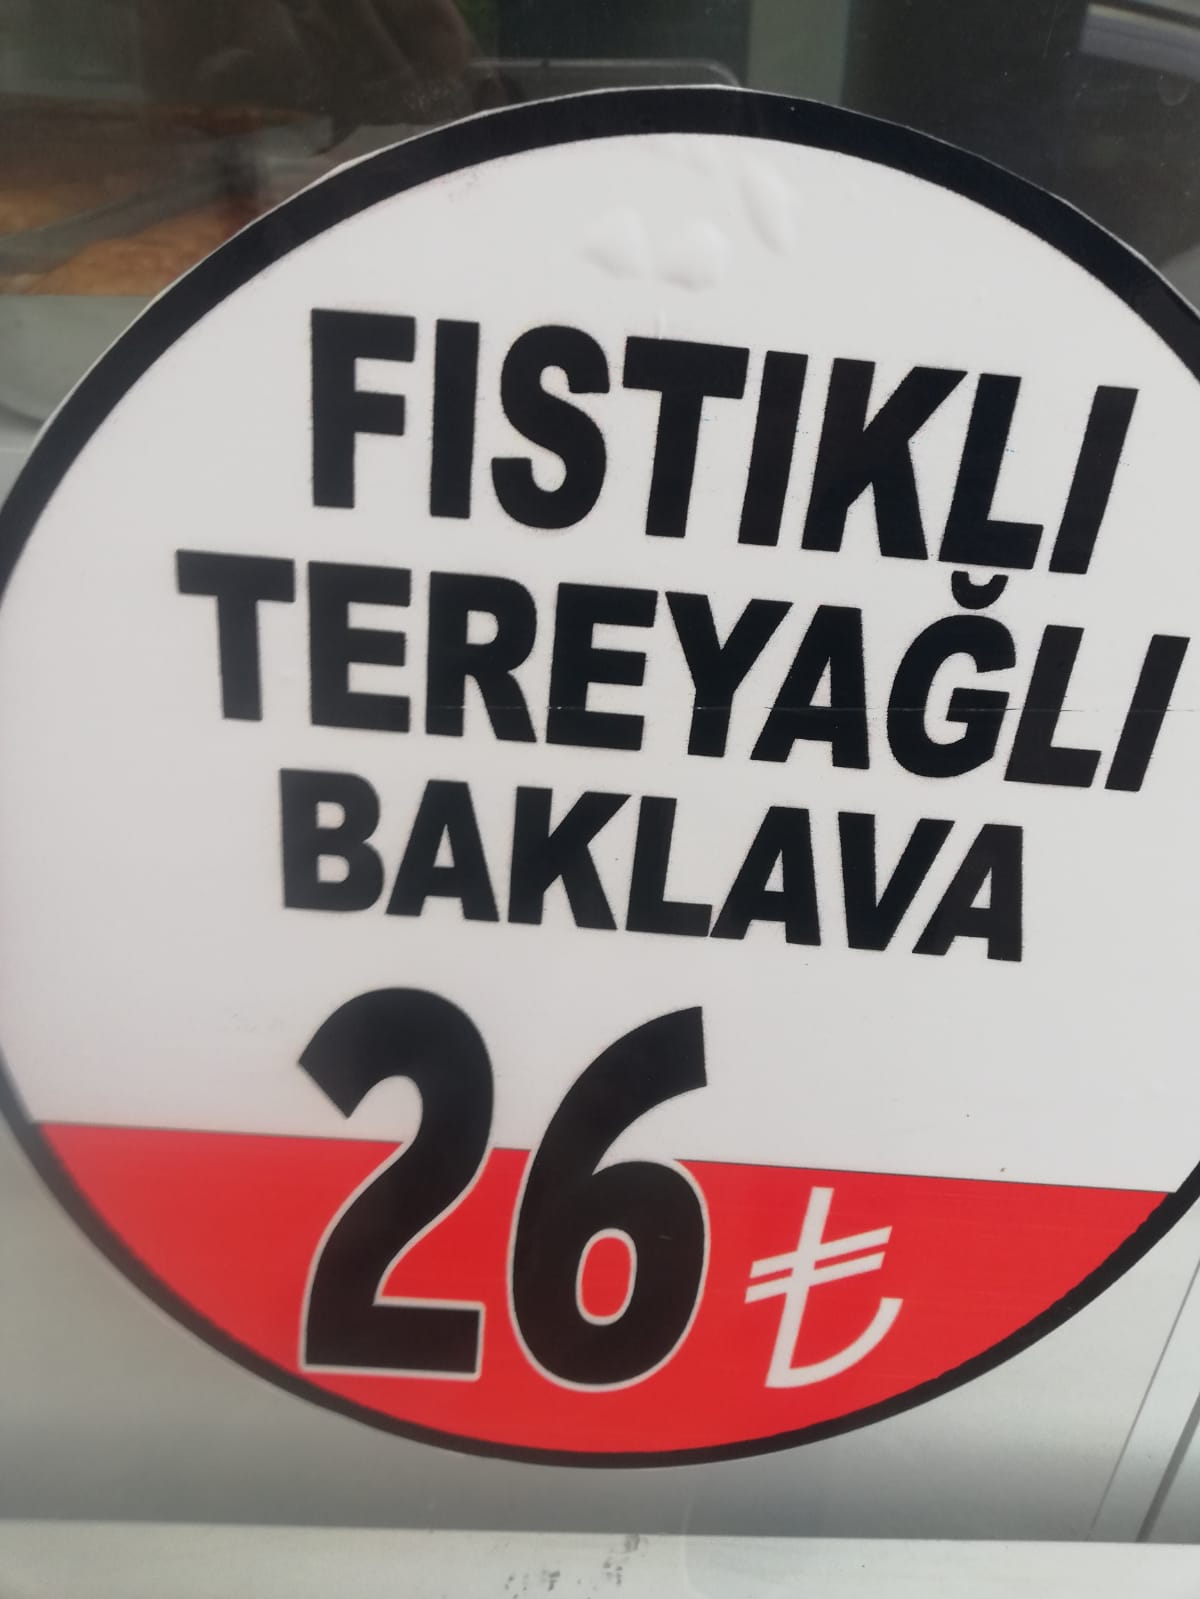 FISTIKLI
TEREYAĞLI
BAKLAVA
26 ₺